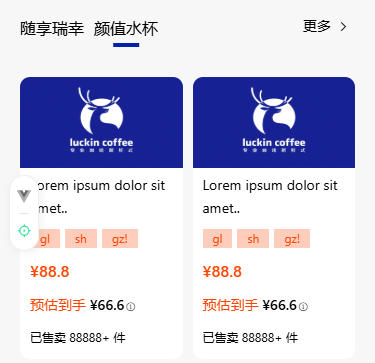 随享瑞幸 颜值水杯 更多
luckin coffee luckin coffee
Lorem ipsum dolor sit Lorem ipsum dolor sit
amet.. amet..
gl sh gz! gl sh gz!
¥88.8 ¥88.8
预估到手 ¥66.6 预估到手 ¥66.6
已售卖 88888+ 件 已售卖 88888+ 件